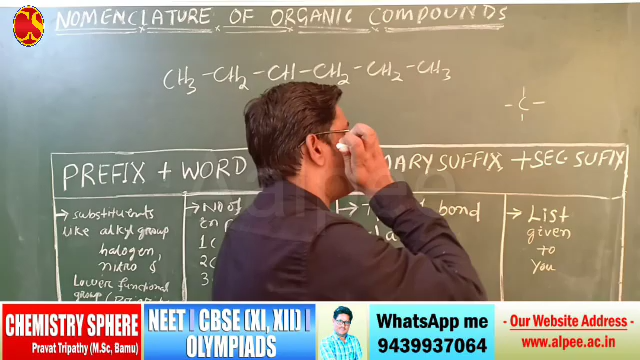 CS
NOMENCLATURE OF ORGANIC COMPOUNDS
CH3 - CH2 - CH - CH2 - CH2 - CH3
- C -
PREFIX + WORD MARY SUFFIX + SEC. SUFIX
→ substituents
like alkyl group
halogen,
nitro &
Lower functional
group
→ No of
1C
2C
3
bond
→ List
given
to
You
alpee
CHEMISTRY SPHERE
Pravat Tripathy (M.Sc, Bamu)
NEET | CBSE (XI, XII) |
OLYMPIADS
WhatsApp me
9439937064
- Our Website Address -
- www.alpee.ac.in -